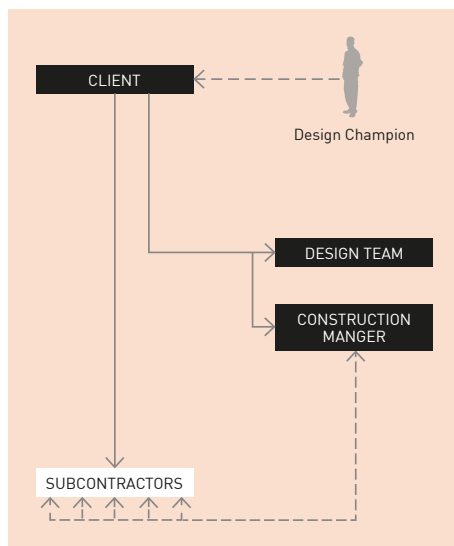 CLIENT
Design Champion
DESIGN TEAM
CONSTRUCTION
MANGER
SUBCONTRACTORS